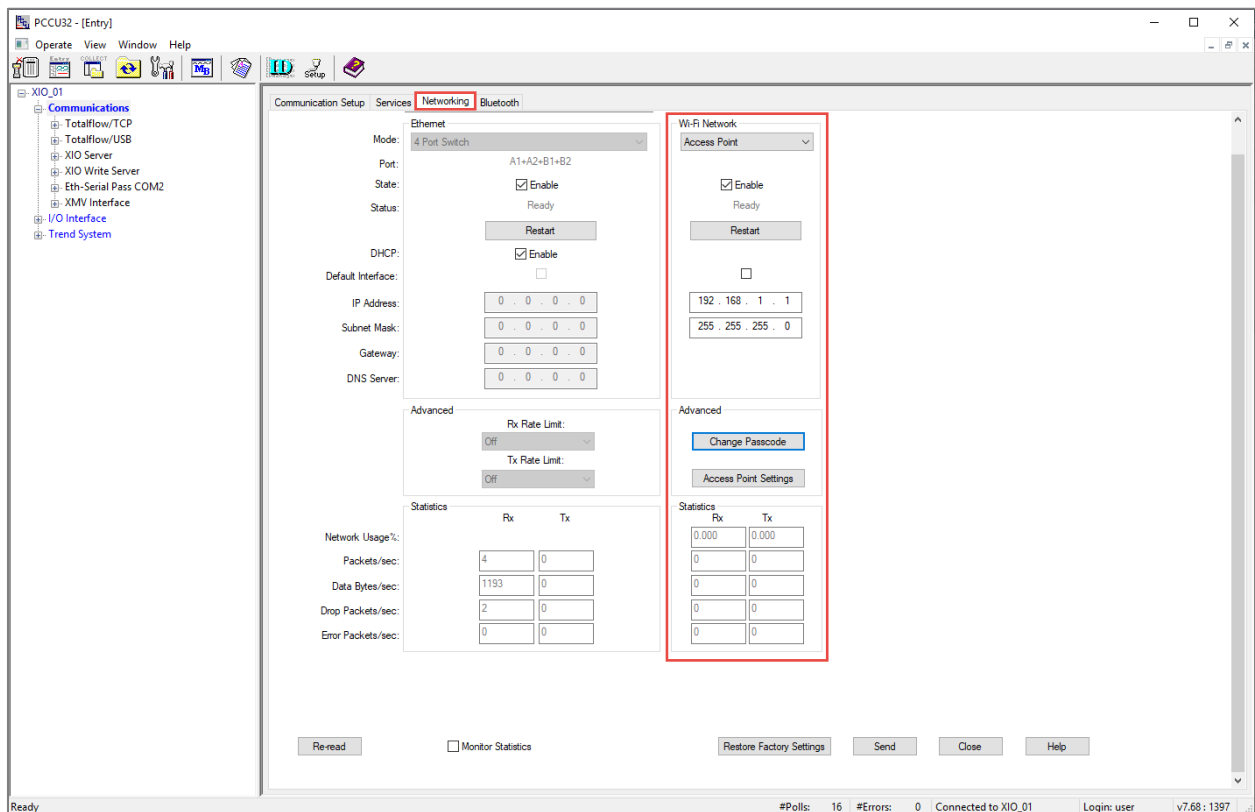 PCCU32 - [Entry]
Operate View Window Help
Entry COLLECT MB ID Setup
XIO_01
Communications
Totalflow/TCP
Totalflow/USB
XIO Server
XIO Write Server
Eth-Serial Pass COM2
XMV Interface
I/O Interface
Trend System
Communication Setup Services Networking Bluetooth
Ethernet Wi-Fi Network
Mode: 4 Port Switch Access Point
Port: A1+A2+B1+B2
State: Enable Enable
Status: Ready Ready
Restart Restart
DHCP: Enable
Default Interface:
IP Address: 0 . 0 . 0 . 0 192 . 168 . 1 . 1
Subnet Mask: 0 . 0 . 0 . 0 255 . 255 . 255 . 0
Gateway: 0 . 0 . 0 . 0
DNS Server: 0 . 0 . 0 . 0
Advanced Advanced
Rx Rate Limit:
Off Change Passcode
Tx Rate Limit:
Off Access Point Settings
Statistics Statistics
Rx Tx Rx Tx
Network Usage%: 0.000 0.000
Packets/sec: 4 0 0 0
Data Bytes/sec: 1193 0 0 0
Drop Packets/sec: 2 0 0 0
Error Packets/sec: 0 0 0 0
Re-read Monitor Statistics Restore Factory Settings Send Close Help
Ready #Polls: 16 #Errors: 0 Connected to XIO_01 Login: user v7.68 : 1397